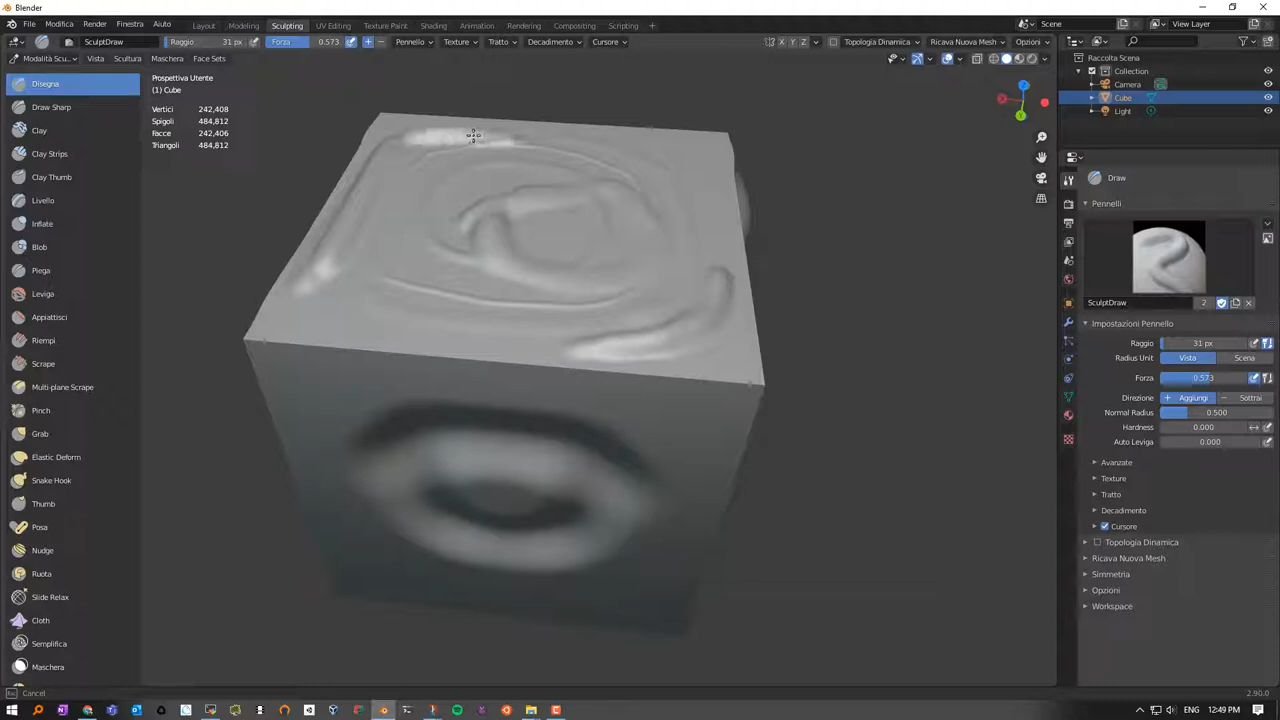 Blender
File Modifica Render Finestra Aiuto Layout Modeling Sculpting UV Editing Texture Paint Shading Animation Rendering Compositing Scripting + Scene View Layer
SculptDraw Raggio 31 px Forza 0.573 Pennello Texture Tratto Decadimento Cursore X Y Z Topologia Dinamica Ricava Nuova Mesh Opzioni
Modalità Scu... Vista Scultura Maschera Face Sets
Raccolta Scena
Collection
Camera
Cube
Light
Disegna
Draw Sharp
Clay
Clay Strips
Clay Thumb
Livello
Inflate
Blob
Piega
Leviga
Appiattisci
Riempi
Scrape
Multi-plane Scrape
Pinch
Grab
Elastic Deform
Snake Hook
Thumb
Posa
Nudge
Ruota
Slide Relax
Cloth
Semplifica
Maschera
Prospettiva Utente
(1) Cube
Vertici 242,408
Spigoli 484,812
Facce 242,406
Triangoli 484,812
Z
Y
Draw
Pennelli
SculptDraw 2
Impostazioni Pennello
Raggio 31 px
Radius Unit Vista Scena
Forza 0.573
Direzione + Aggiungi − Sottrai
Normal Radius 0.500
Hardness 0.000
Auto Leviga 0.000
Avanzate
Texture
Tratto
Decadimento
Cursore
Topologia Dinamica
Ricava Nuova Mesh
Simmetria
Opzioni
Workspace
Cancel 2.90.0
12:49 PM